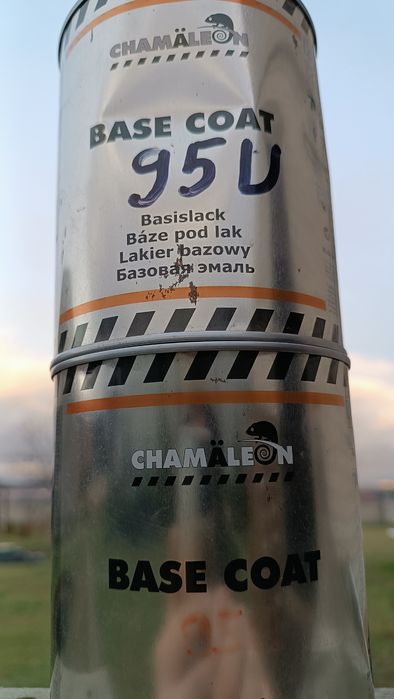 CHAMÄLEON
BASE COAT
95U
Basislack
Báze pod lak
Lakier bazowy
Базовая эмаль
CHAMÄLEON
BASE COAT